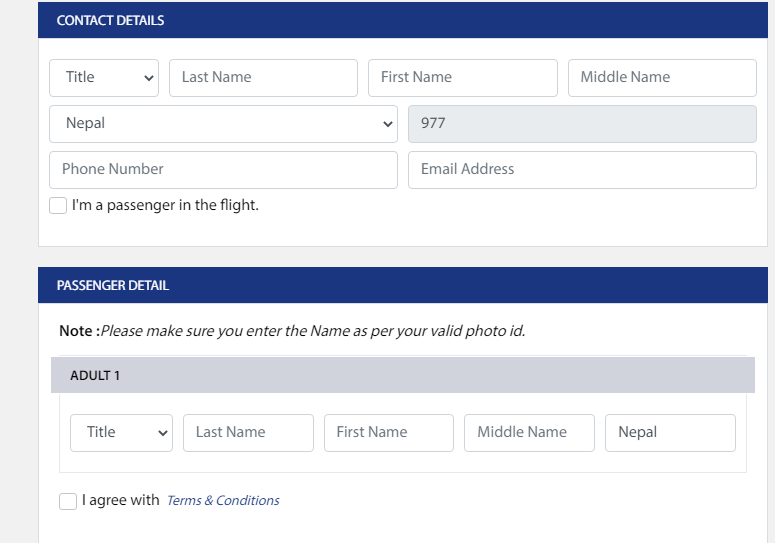 CONTACT DETAILS
Title Last Name First Name Middle Name
Nepal 977
Phone Number Email Address
I'm a passenger in the flight.
PASSENGER DETAIL
Note :Please make sure you enter the Name as per your valid photo id.
ADULT 1
Title Last Name First Name Middle Name Nepal
I agree with Terms & Conditions